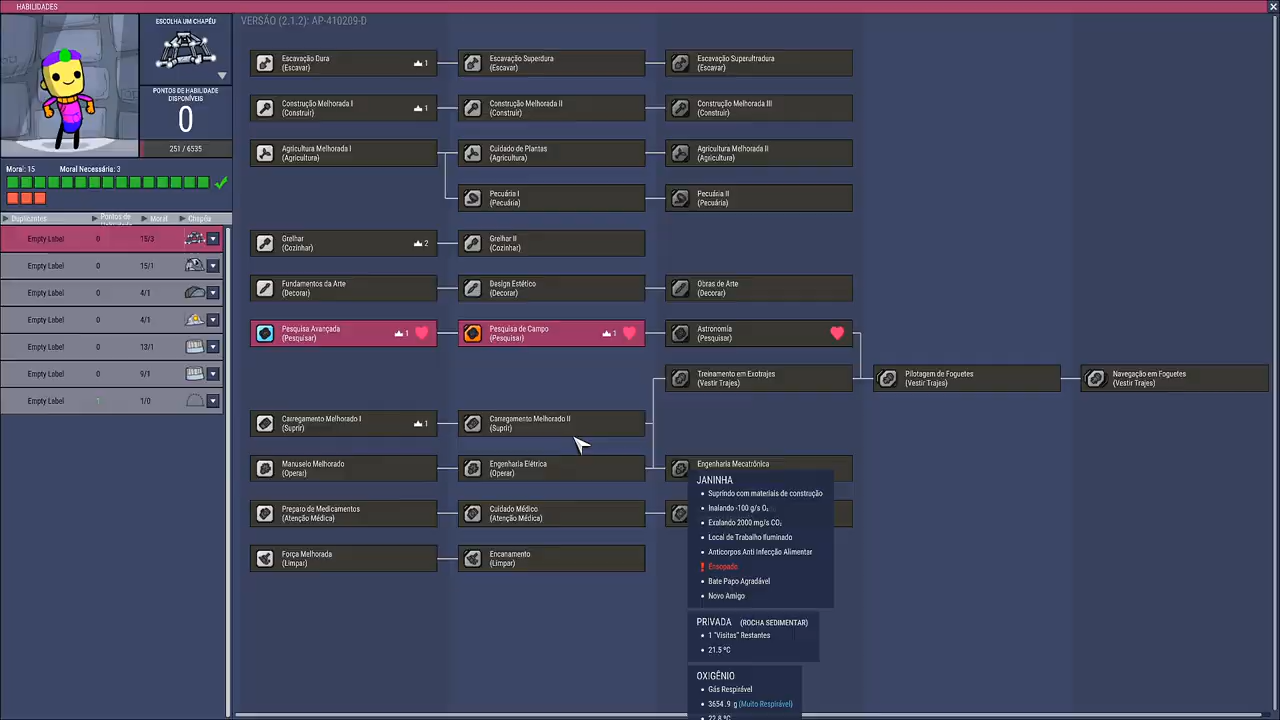 HABILIDADES
VERSÃO (2.1.2): AP-410209-D
ESCOLHA UM CHAPÉU
PONTOS DE HABILIDADE DISPONÍVEIS
0
251 / 6535
Moral: 15 Moral Necessária: 3
Duplicantes Pontos de Habilidade Moral Chapéu
Empty Label 0 15/3
Empty Label 0 15/1
Empty Label 0 4/1
Empty Label 0 4/1
Empty Label 0 13/1
Empty Label 0 9/1
Empty Label 1 1/0
Escavação Dura
(Escavar)
1
Escavação Superdura
(Escavar)
Escavação Superultradura
(Escavar)
Construção Melhorada I
(Construir)
1
Construção Melhorada II
(Construir)
Construção Melhorada III
(Construir)
Agricultura Melhorada I
(Agricultura)
Cuidado de Plantas
(Agricultura)
Agricultura Melhorada II
(Agricultura)
Pecuária I
(Pecuária)
Pecuária II
(Pecuária)
Grelhar
(Cozinhar)
2
Grelhar II
(Cozinhar)
Fundamentos da Arte
(Decorar)
Design Estético
(Decorar)
Obras de Arte
(Decorar)
Pesquisa Avançada
(Pesquisar)
1
Pesquisa de Campo
(Pesquisar)
1
Astronomia
(Pesquisar)
Treinamento em Exotrajes
(Vestir Trajes)
Pilotagem de Foguetes
(Vestir Trajes)
Navegação em Foguetes
(Vestir Trajes)
Carregamento Melhorado I
(Suprir)
1
Carregamento Melhorado II
(Suprir)
Manuseio Melhorado
(Operar)
Engenharia Elétrica
(Operar)
Engenharia Mecatrônica
Preparo de Medicamentos
(Atenção Médica)
Cuidado Médico
(Atenção Médica)
Força Melhorada
(Limpar)
Encanamento
(Limpar)
JANINHA
• Suprindo com materiais de construção
• Inalando -100 g/s O₂
• Exalando 2000 mg/s CO₂
• Local de Trabalho Iluminado
• Anticorpos Anti Infecção Alimentar
! Ensopado.
• Bate Papo Agradável
• Novo Amigo
PRIVADA (ROCHA SEDIMENTAR)
• 1 "Visitas" Restantes
• 21.5 ºC
OXIGÊNIO
• Gás Respirável
• 3654.9 g (Muito Respirável)
• 22.8 ºC